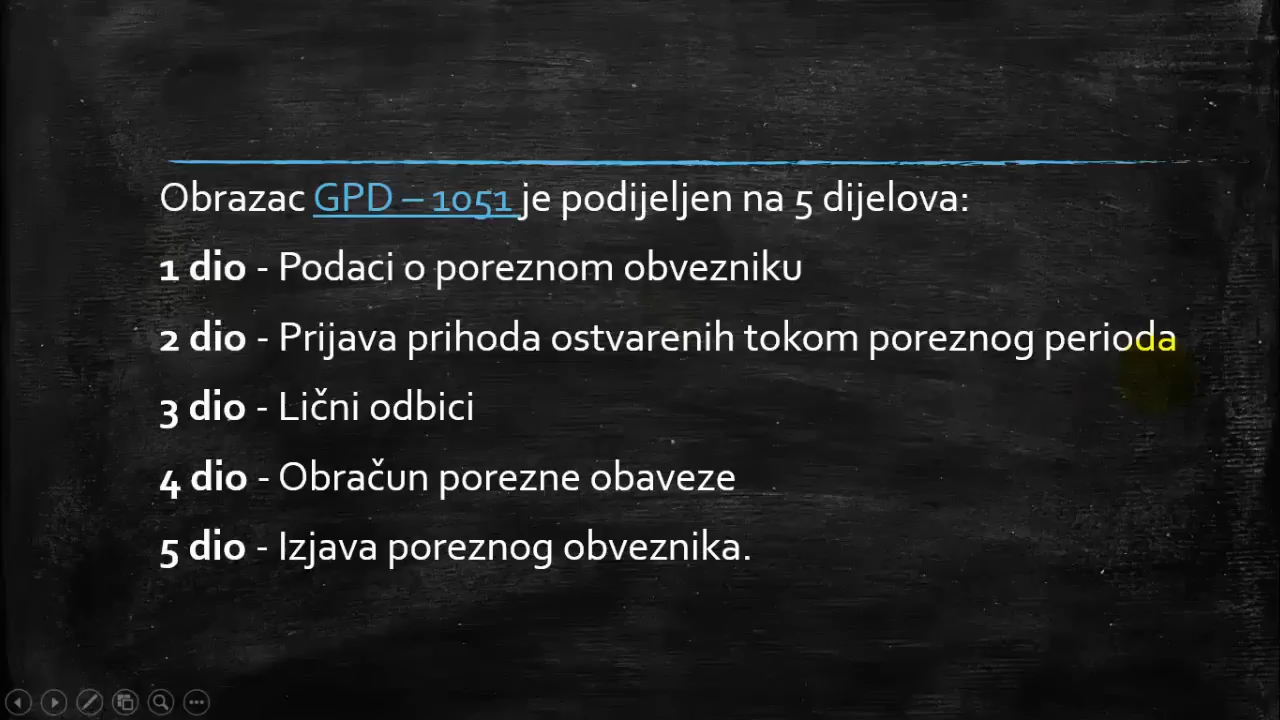 Obrazac GPD – 1051 je podijeljen na 5 dijelova:
1 dio - Podaci o poreznom obvezniku
2 dio - Prijava prihoda ostvarenih tokom poreznog perioda
3 dio - Lični odbici
4 dio - Obračun porezne obaveze
5 dio - Izjava poreznog obveznika.